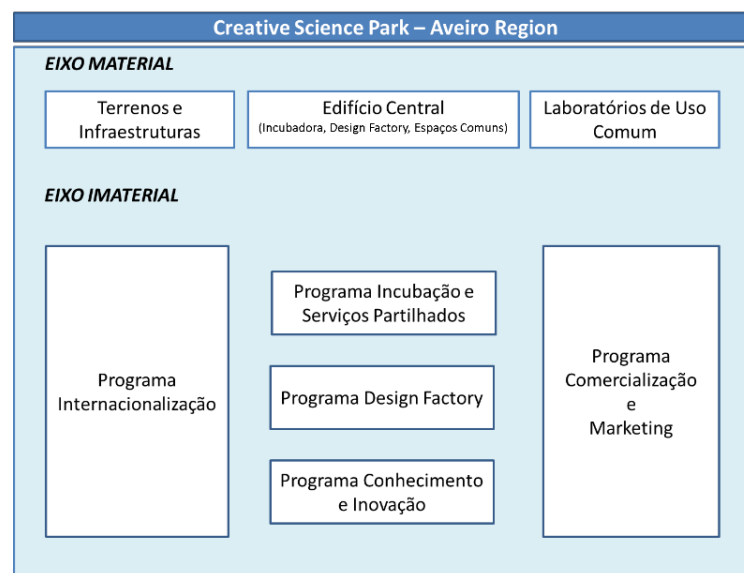 Creative Science Park – Aveiro Region
EIXO MATERIAL
Terrenos e
Infraestruturas
Edifício Central
(Incubadora, Design Factory, Espaços Comuns)
Laboratórios de Uso
Comum
EIXO IMATERIAL
Programa
Internacionalização
Programa Incubação e
Serviços Partilhados
Programa Design Factory
Programa Conhecimento
e Inovação
Programa
Comercialização
e
Marketing